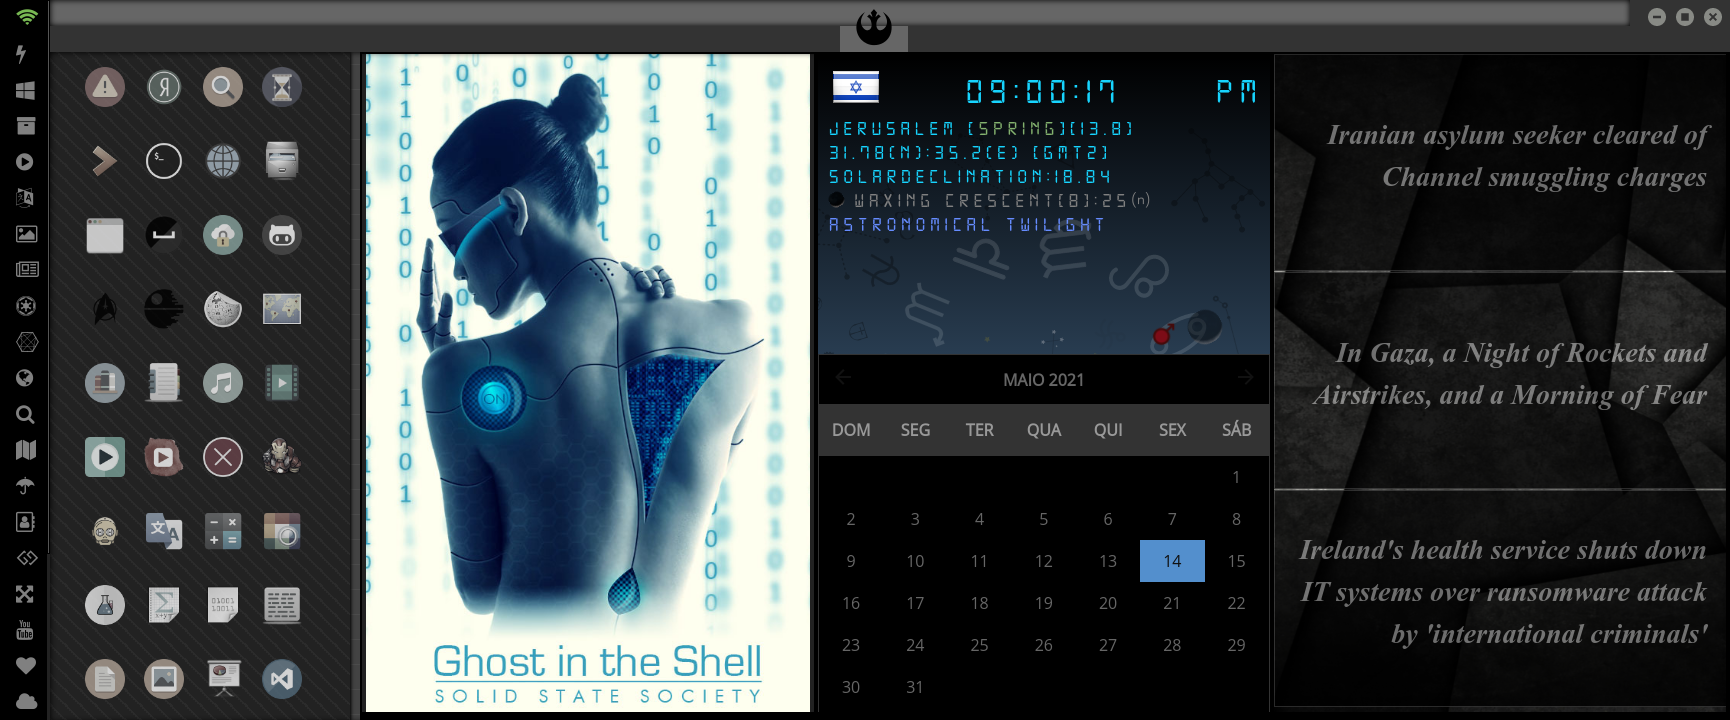 09:00:17 PM
JERUSALEM [SPRING](13.8)
31.78(N):35.2(E) [GMT2]
SOLARDECLINATION:18.84
WAXING CRESCENT[8]:25(n)
ASTRONOMICAL TWILIGHT
MAIO 2021
DOM SEG TER QUA QUI SEX SÁB
1
2 3 4 5 6 7 8
9 10 11 12 13 14 15
16 17 18 19 20 21 22
23 24 25 26 27 28 29
30 31
Iranian asylum seeker cleared of
Channel smuggling charges
In Gaza, a Night of Rockets and
Airstrikes, and a Morning of Fear
Ireland's health service shuts down
IT systems over ransomware attack
by 'international criminals'
ON
Ghost in the Shell
SOLID STATE SOCIETY
You
Tube